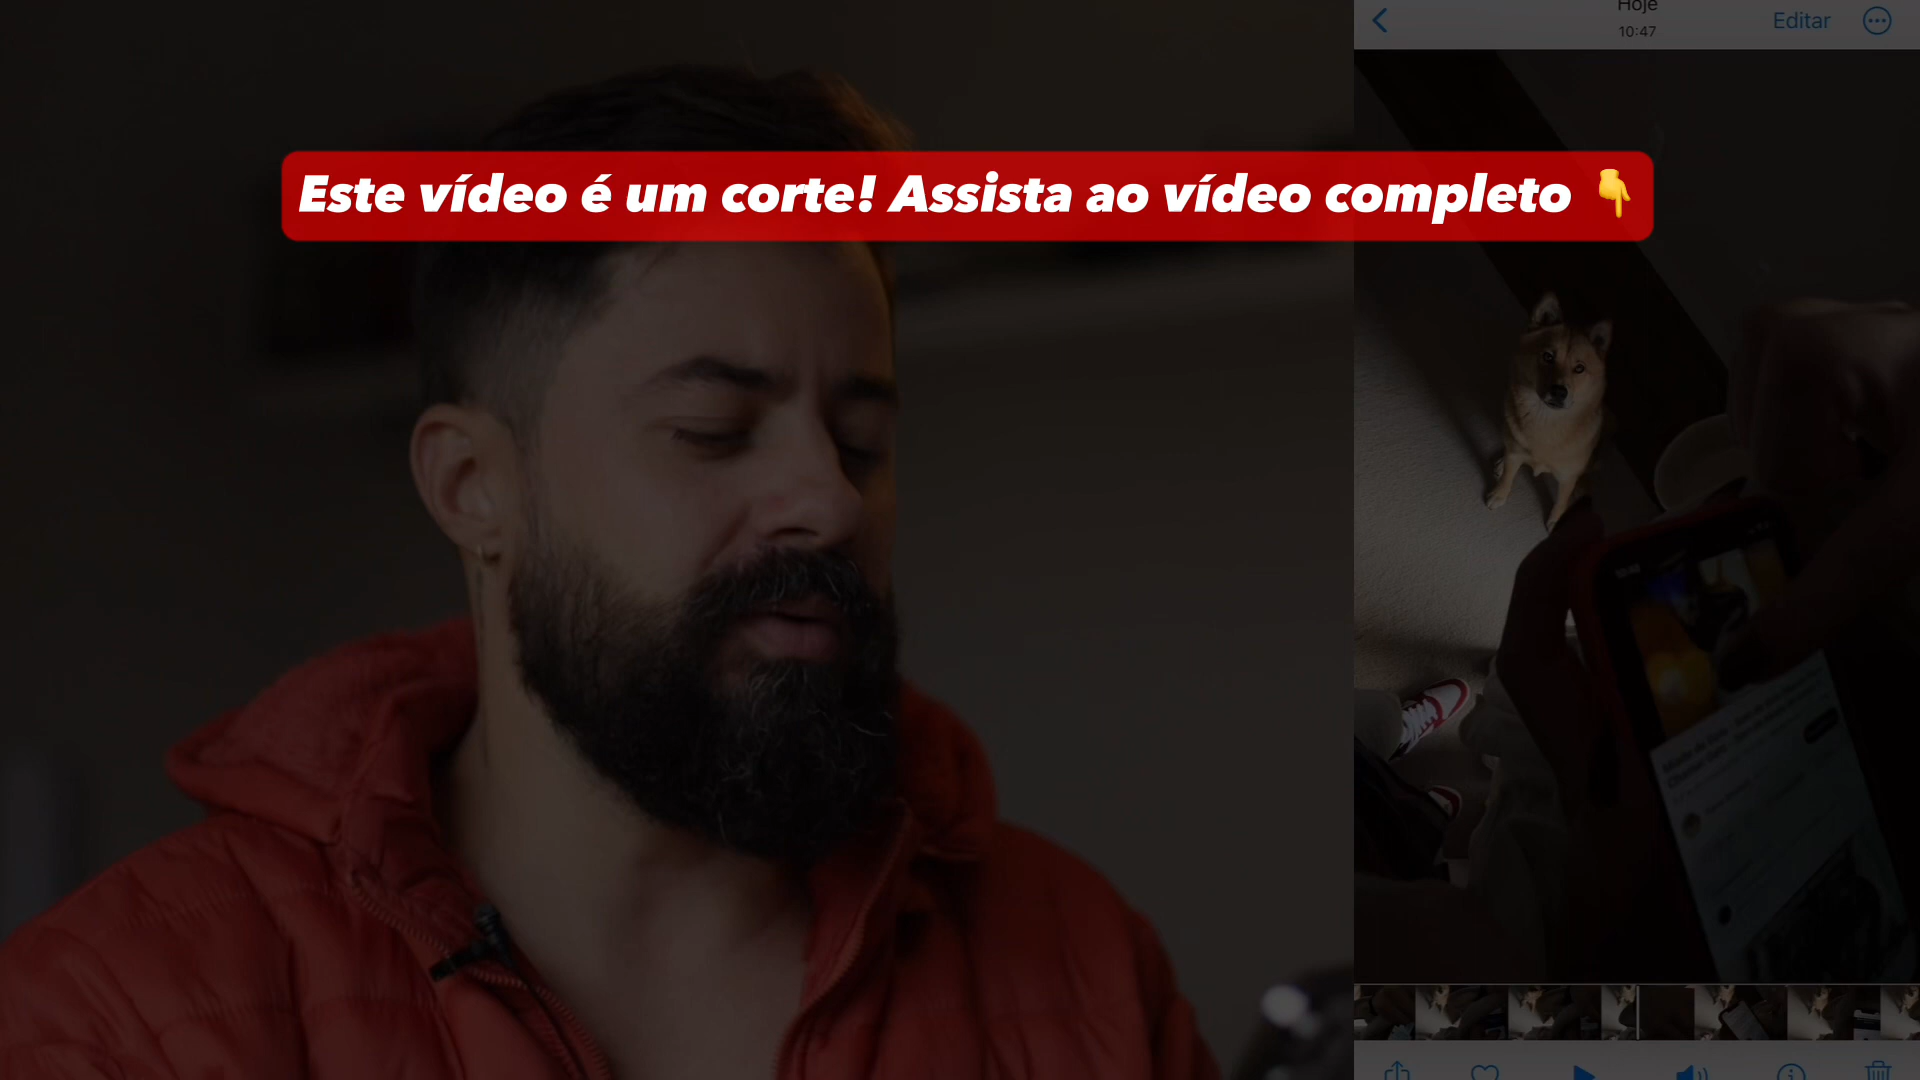 Hoje
10:47
Editar
Este vídeo é um corte! Assista ao vídeo completo 👇